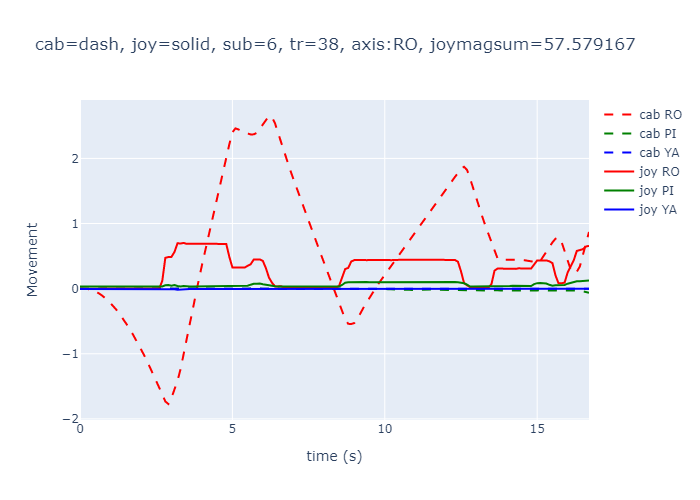 cab=dash, joy=solid, sub=6, tr=38, axis:RO, joymagsum=57.579167
cab RO
cab PI
cab YA
joy RO
joy PI
joy YA
Movement
2
1
0
−1
−2
0
5
10
15
time (s)